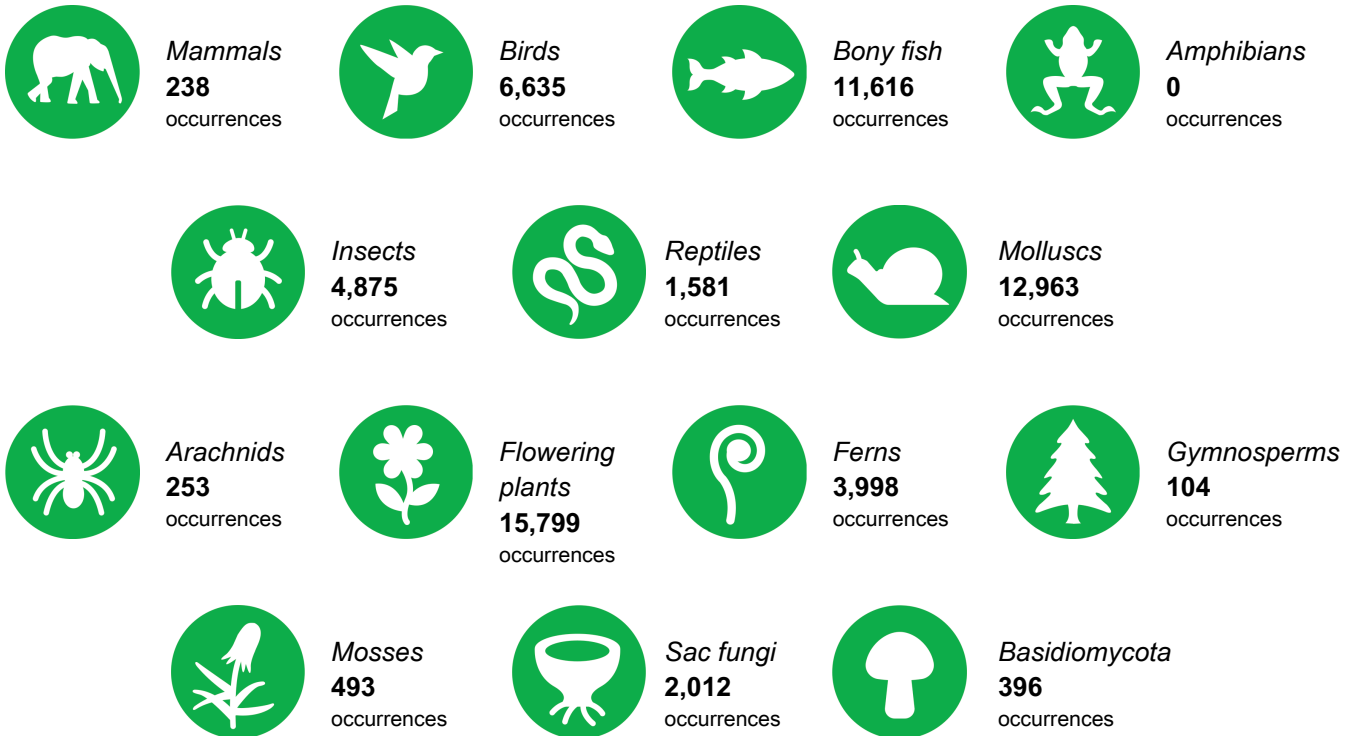 Mammals
238
occurrences
Birds
6,635
occurrences
Bony fish
11,616
occurrences
Amphibians
0
occurrences
Insects
4,875
occurrences
Reptiles
1,581
occurrences
Molluscs
12,963
occurrences
Arachnids
253
occurrences
Flowering
plants
15,799
occurrences
Ferns
3,998
occurrences
Gymnosperms
104
occurrences
Mosses
493
occurrences
Sac fungi
2,012
occurrences
Basidiomycota
396
occurrences